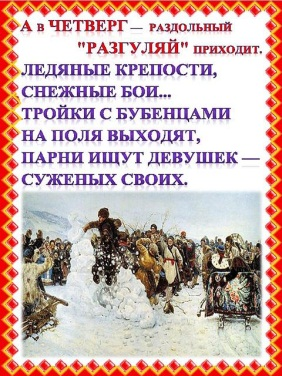 А в ЧЕТВЕРГ — РАЗДОЛЬНЫЙ
"РАЗГУЛЯЙ" ПРИХОДИТ.
ЛЕДЯНЫЕ КРЕПОСТИ,
СНЕЖНЫЕ БОИ...
ТРОЙКИ С БУБЕНЦАМИ
НА ПОЛЯ ВЫХОДЯТ,
ПАРНИ ИЩУТ ДЕВУШЕК —
СУЖЕНЫХ СВОИХ.